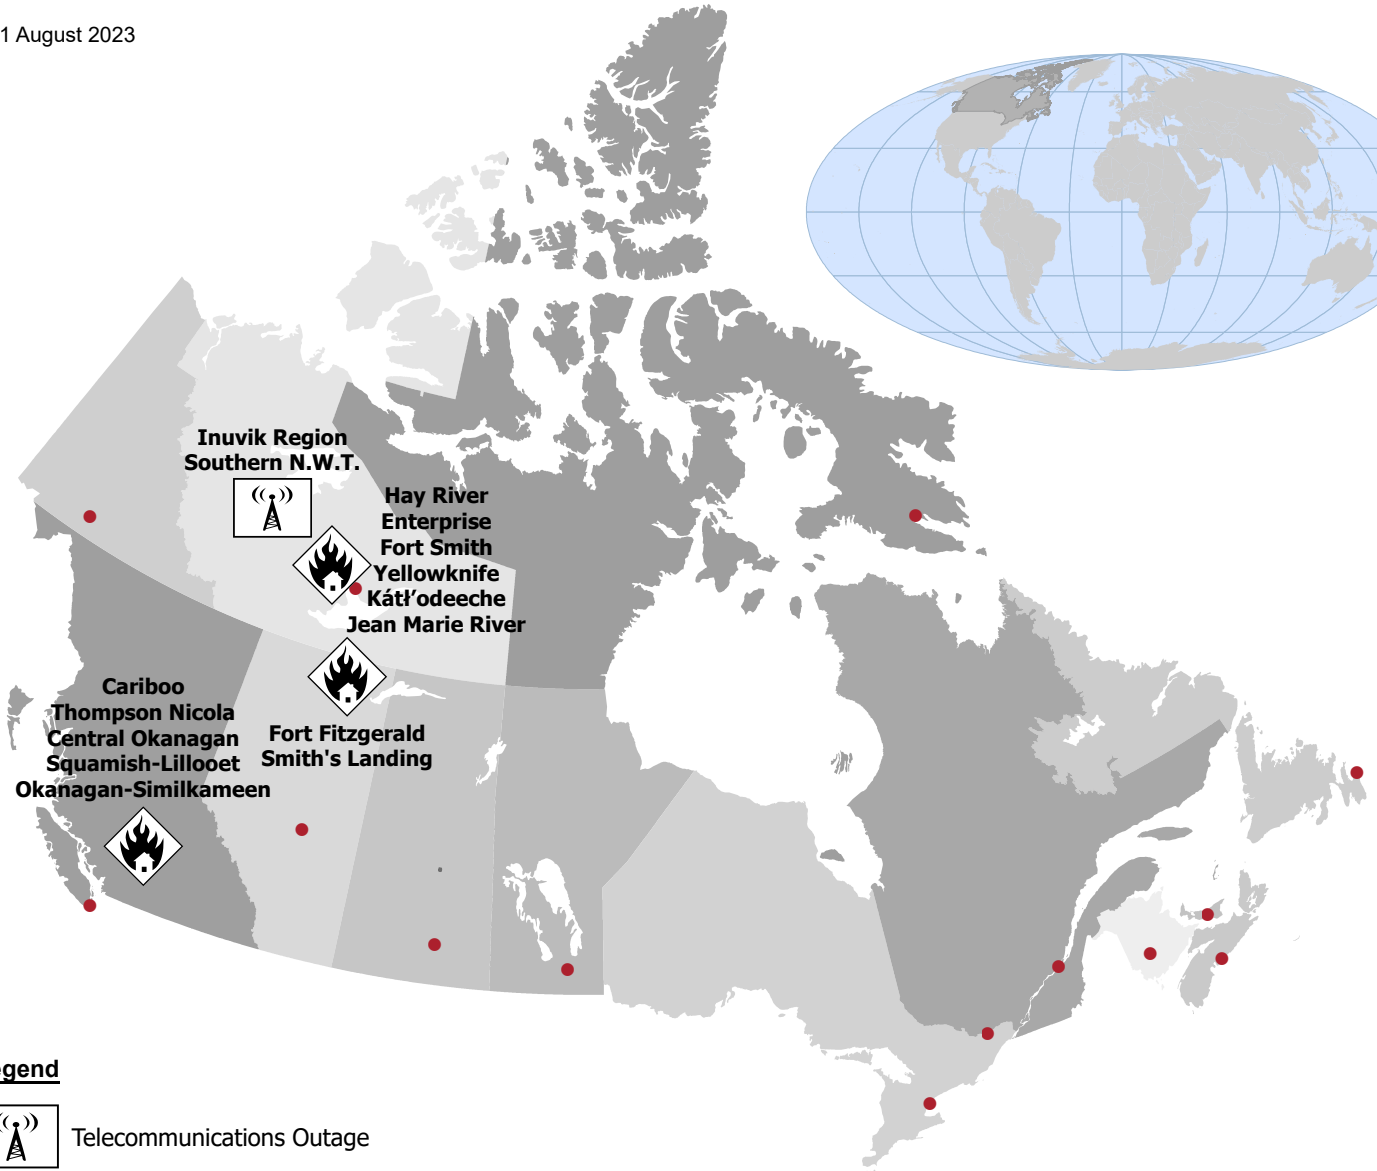 1 August 2023
Inuvik Region
Southern N.W.T.
Hay River
Enterprise
Fort Smith
Yellowknife
Kátł’odeeche
Jean Marie River
Fort Fitzgerald
Smith's Landing
Cariboo
Thompson Nicola
Central Okanagan
Squamish-Lillooet
Okanagan-Similkameen
egend
Telecommunications Outage